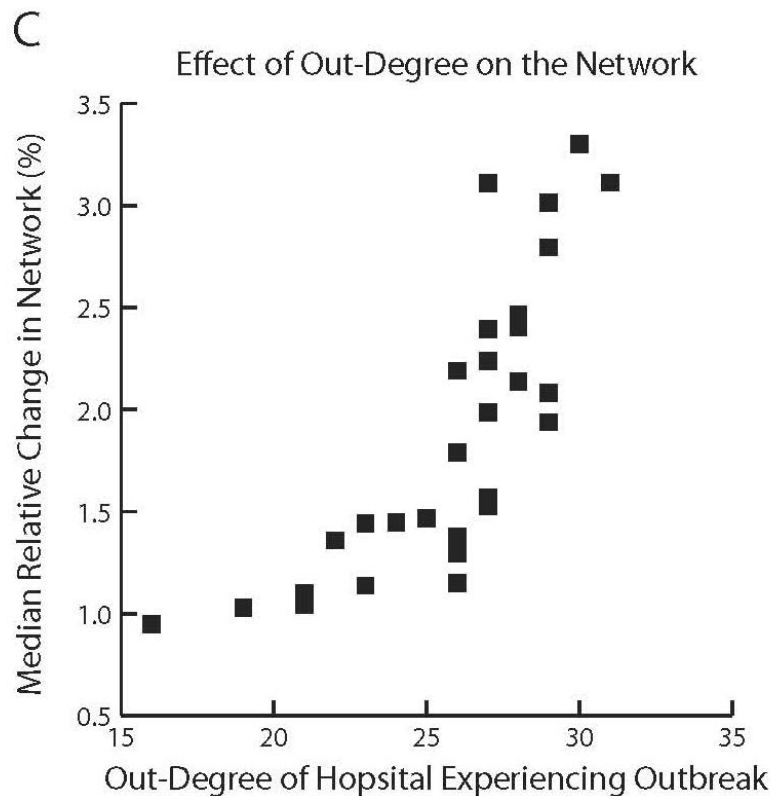 C
Effect of Out-Degree on the Network
Median Relative Change in Network (%)
3.5
3.0
2.5
2.0
1.5
1.0
0.5
15 20 25 30 35
Out-Degree of Hopsital Experiencing Outbreak